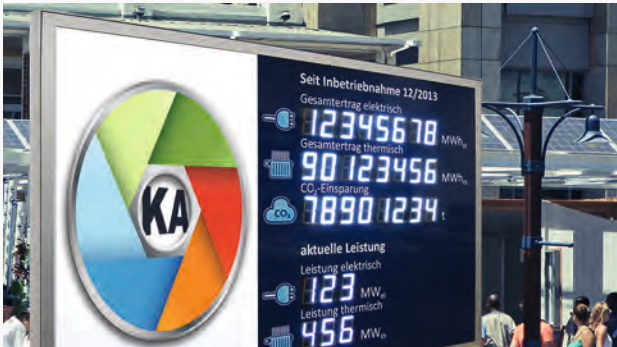 KA
Seit Inbetriebnahme 12/2013
Gesamtertrag elektrisch
12345678 MWhel
Gesamtertrag thermisch
90123456 MWhth
CO₂-Einsparung
CO₂
78901234 t
aktuelle Leistung
Leistung elektrisch
123 MWel
Leistung thermisch
456 MWth